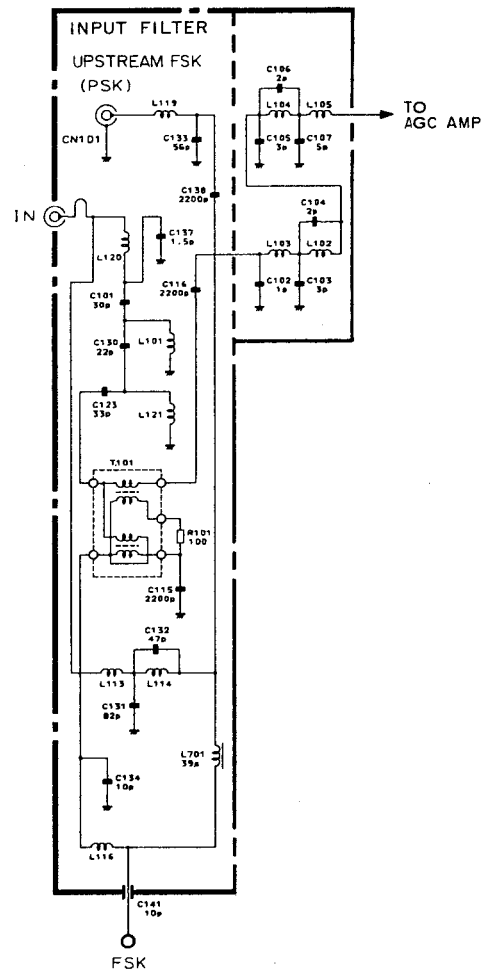 INPUT FILTER
UPSTREAM FSK
(PSK)
L119
CN101
C133
56p
C138
2200p
C106
2p
L104
L105
C105
3p
C107
5p
TO
AGC AMP
IN
L120
C137
1.5p
C104
2p
L103
L102
C102
1p
C103
3p
C116
2200p
C101
30p
C130
22p
L101
C123
33p
L121
T101
R101
100
C115
2200p
C132
47p
L113
L114
C131
82p
L701
39μ
C134
10p
L116
C141
10p
FSK